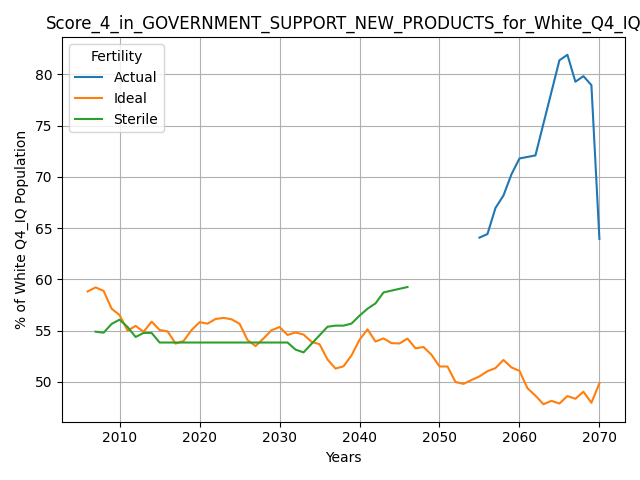 Score_4_in_GOVERNMENT_SUPPORT_NEW_PRODUCTS_for_White_Q4_IQ
Fertility
Actual
Ideal
Sterile
% of White Q4_IQ Population
80
75
70
65
60
55
50
2010 2020 2030 2040 2050 2060 2070
Years